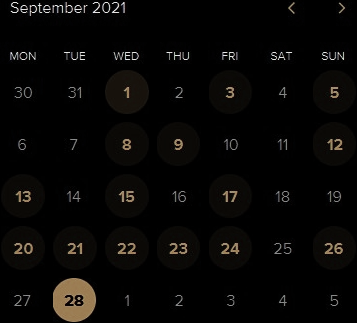 September 2021
MON TUE WED THU FRI SAT SUN
30 31 1 2 3 4 5
6 7 8 9 10 11 12
13 14 15 16 17 18 19
20 21 22 23 24 25 26
27 28 1 2 3 4 5